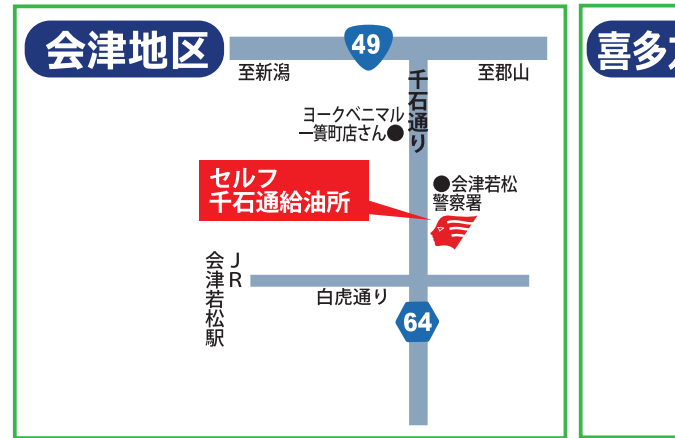 会津地区
49
至新潟
至郡山
千石通り
ヨークベニマル
一箕町店さん
セルフ
千石通給油所
会津若松
警察署
JR
会津若松駅
白虎通り
64
喜多